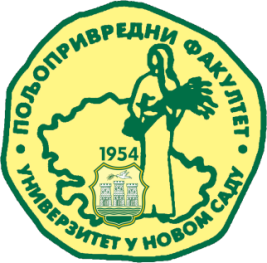 • ПОЉОПРИВРЕДНИ ФАКУЛТЕТ •
1954
УНИВЕРЗИТЕТ У НОВОМ САДУ